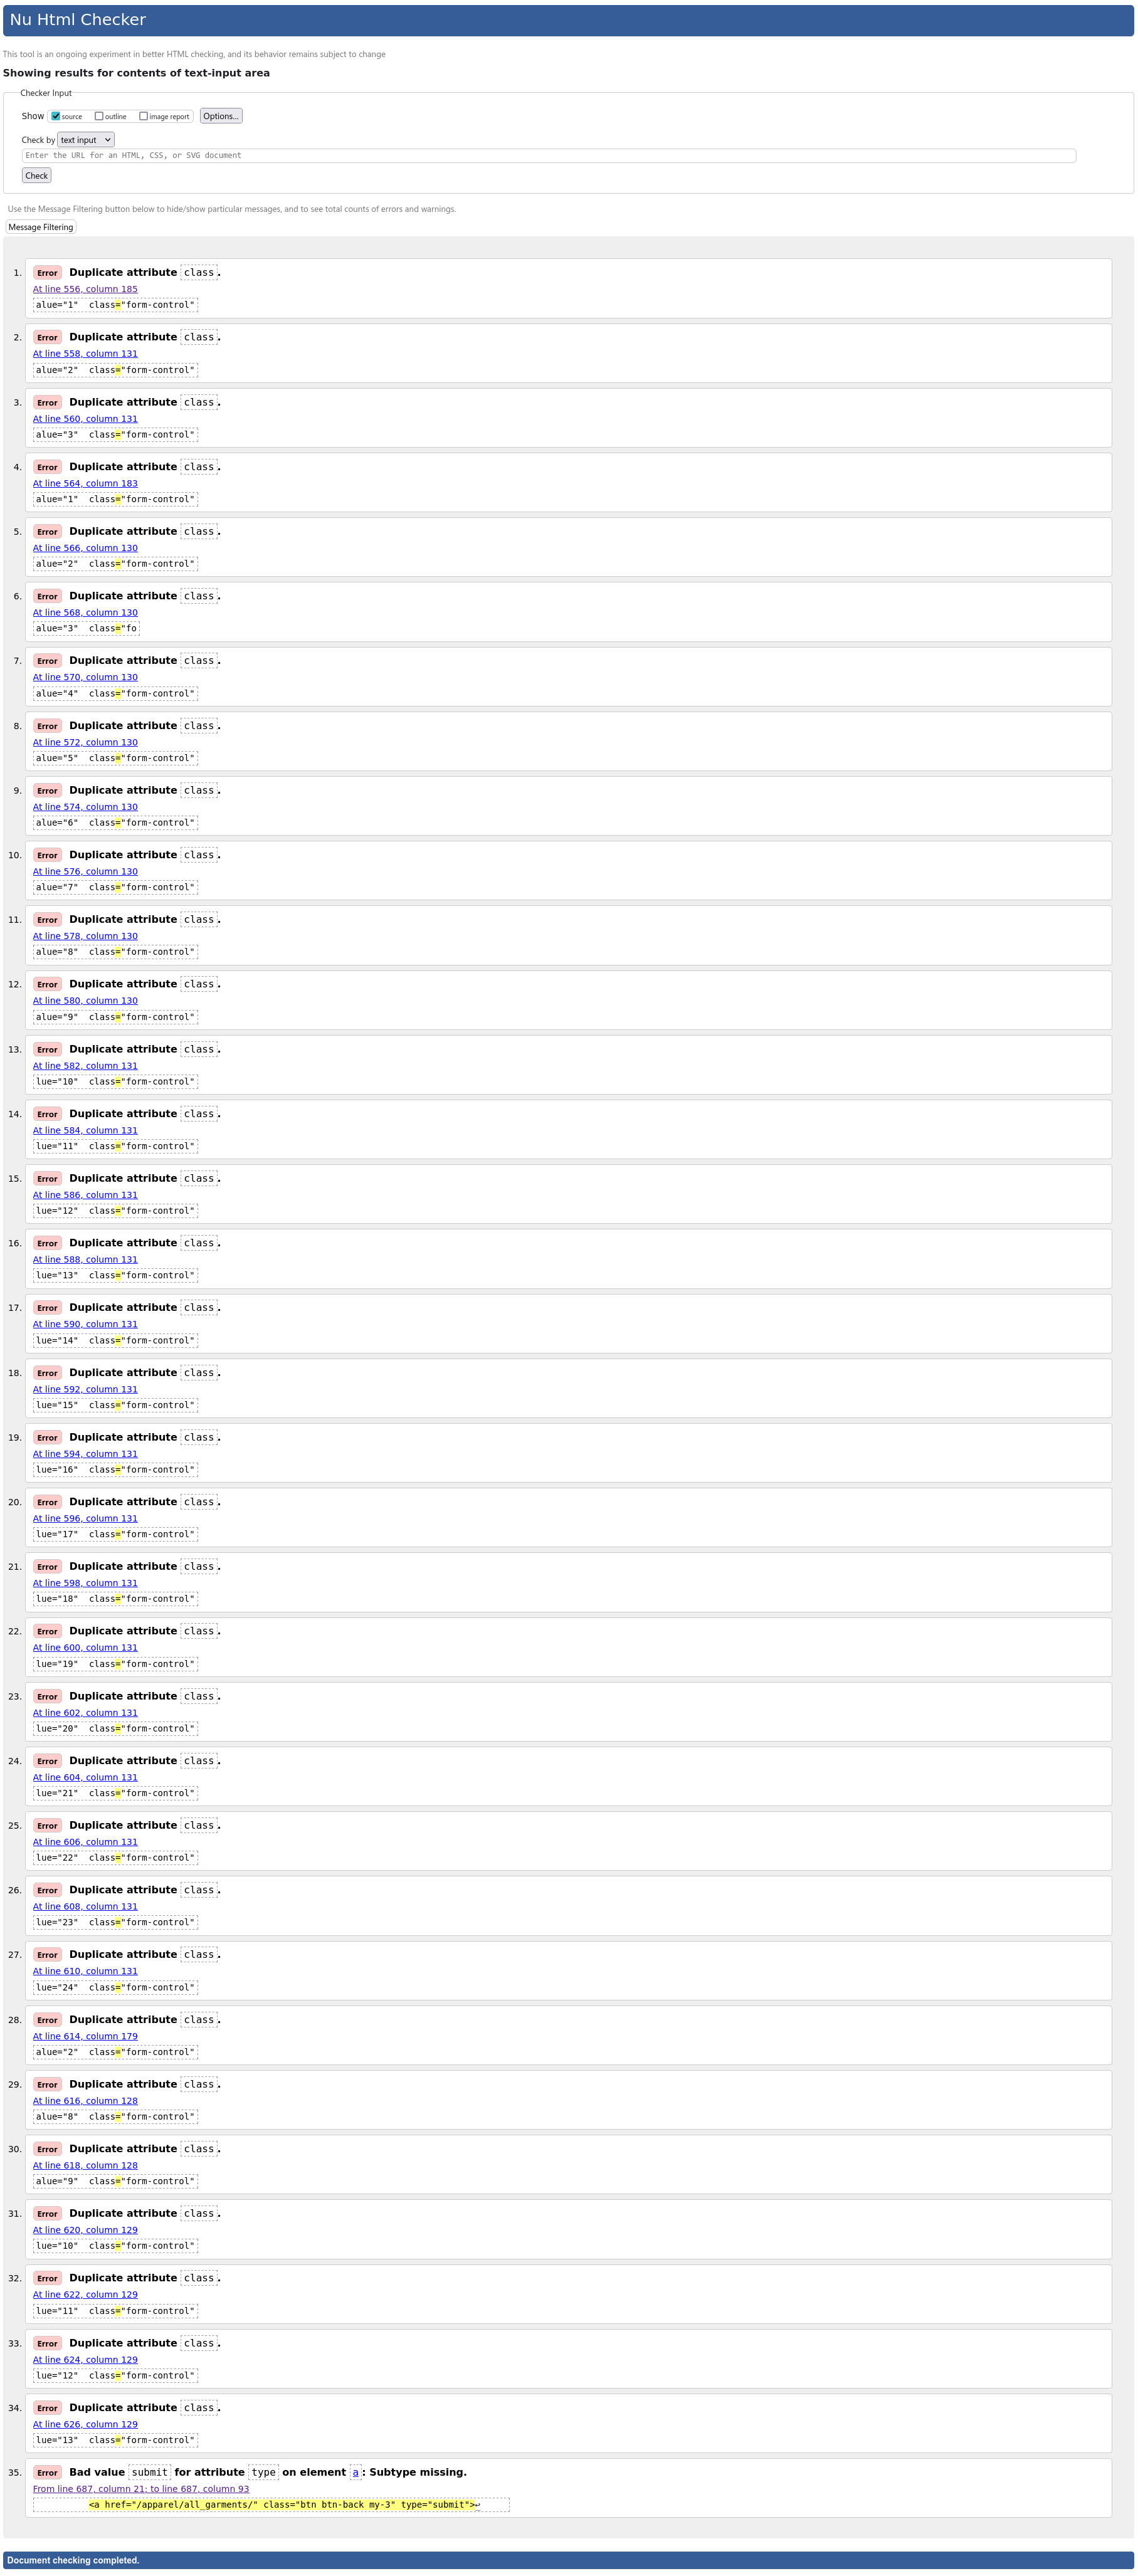 Nu Html Checker
This tool is an ongoing experiment in better HTML checking, and its behavior remains subject to change
Showing results for contents of text-input area
Checker Input
Show source outline image report Options...
Check by text input
Enter the URL for an HTML, CSS, or SVG document
Check
Use the Message Filtering button below to hide/show particular messages, and to see total counts of errors and warnings.
Message Filtering
1. Error Duplicate attribute class.
At line 556, column 185
alue="1"  class="form-control"
2. Error Duplicate attribute class.
At line 558, column 131
alue="2"  class="form-control"
3. Error Duplicate attribute class.
At line 560, column 131
alue="3"  class="form-control"
4. Error Duplicate attribute class.
At line 564, column 183
alue="1"  class="form-control"
5. Error Duplicate attribute class.
At line 566, column 130
alue="2"  class="form-control"
6. Error Duplicate attribute class.
At line 568, column 130
alue="3"  class="fo
7. Error Duplicate attribute class.
At line 570, column 130
alue="4"  class="form-control"
8. Error Duplicate attribute class.
At line 572, column 130
alue="5"  class="form-control"
9. Error Duplicate attribute class.
At line 574, column 130
alue="6"  class="form-control"
10. Error Duplicate attribute class.
At line 576, column 130
alue="7"  class="form-control"
11. Error Duplicate attribute class.
At line 578, column 130
alue="8"  class="form-control"
12. Error Duplicate attribute class.
At line 580, column 130
alue="9"  class="form-control"
13. Error Duplicate attribute class.
At line 582, column 131
lue="10"  class="form-control"
14. Error Duplicate attribute class.
At line 584, column 131
lue="11"  class="form-control"
15. Error Duplicate attribute class.
At line 586, column 131
lue="12"  class="form-control"
16. Error Duplicate attribute class.
At line 588, column 131
lue="13"  class="form-control"
17. Error Duplicate attribute class.
At line 590, column 131
lue="14"  class="form-control"
18. Error Duplicate attribute class.
At line 592, column 131
lue="15"  class="form-control"
19. Error Duplicate attribute class.
At line 594, column 131
lue="16"  class="form-control"
20. Error Duplicate attribute class.
At line 596, column 131
lue="17"  class="form-control"
21. Error Duplicate attribute class.
At line 598, column 131
lue="18"  class="form-control"
22. Error Duplicate attribute class.
At line 600, column 131
lue="19"  class="form-control"
23. Error Duplicate attribute class.
At line 602, column 131
lue="20"  class="form-control"
24. Error Duplicate attribute class.
At line 604, column 131
lue="21"  class="form-control"
25. Error Duplicate attribute class.
At line 606, column 131
lue="22"  class="form-control"
26. Error Duplicate attribute class.
At line 608, column 131
lue="23"  class="form-control"
27. Error Duplicate attribute class.
At line 610, column 131
lue="24"  class="form-control"
28. Error Duplicate attribute class.
At line 614, column 179
alue="2"  class="form-control"
29. Error Duplicate attribute class.
At line 616, column 128
alue="8"  class="form-control"
30. Error Duplicate attribute class.
At line 618, column 128
alue="9"  class="form-control"
31. Error Duplicate attribute class.
At line 620, column 129
lue="10"  class="form-control"
32. Error Duplicate attribute class.
At line 622, column 129
lue="11"  class="form-control"
33. Error Duplicate attribute class.
At line 624, column 129
lue="12"  class="form-control"
34. Error Duplicate attribute class.
At line 626, column 129
lue="13"  class="form-control"
35. Error Bad value submit for attribute type on element a: Subtype missing.
From line 687, column 21; to line 687, column 93
<a href="/apparel/all_garments/" class="btn btn-back my-3" type="submit">↩
Document checking completed.